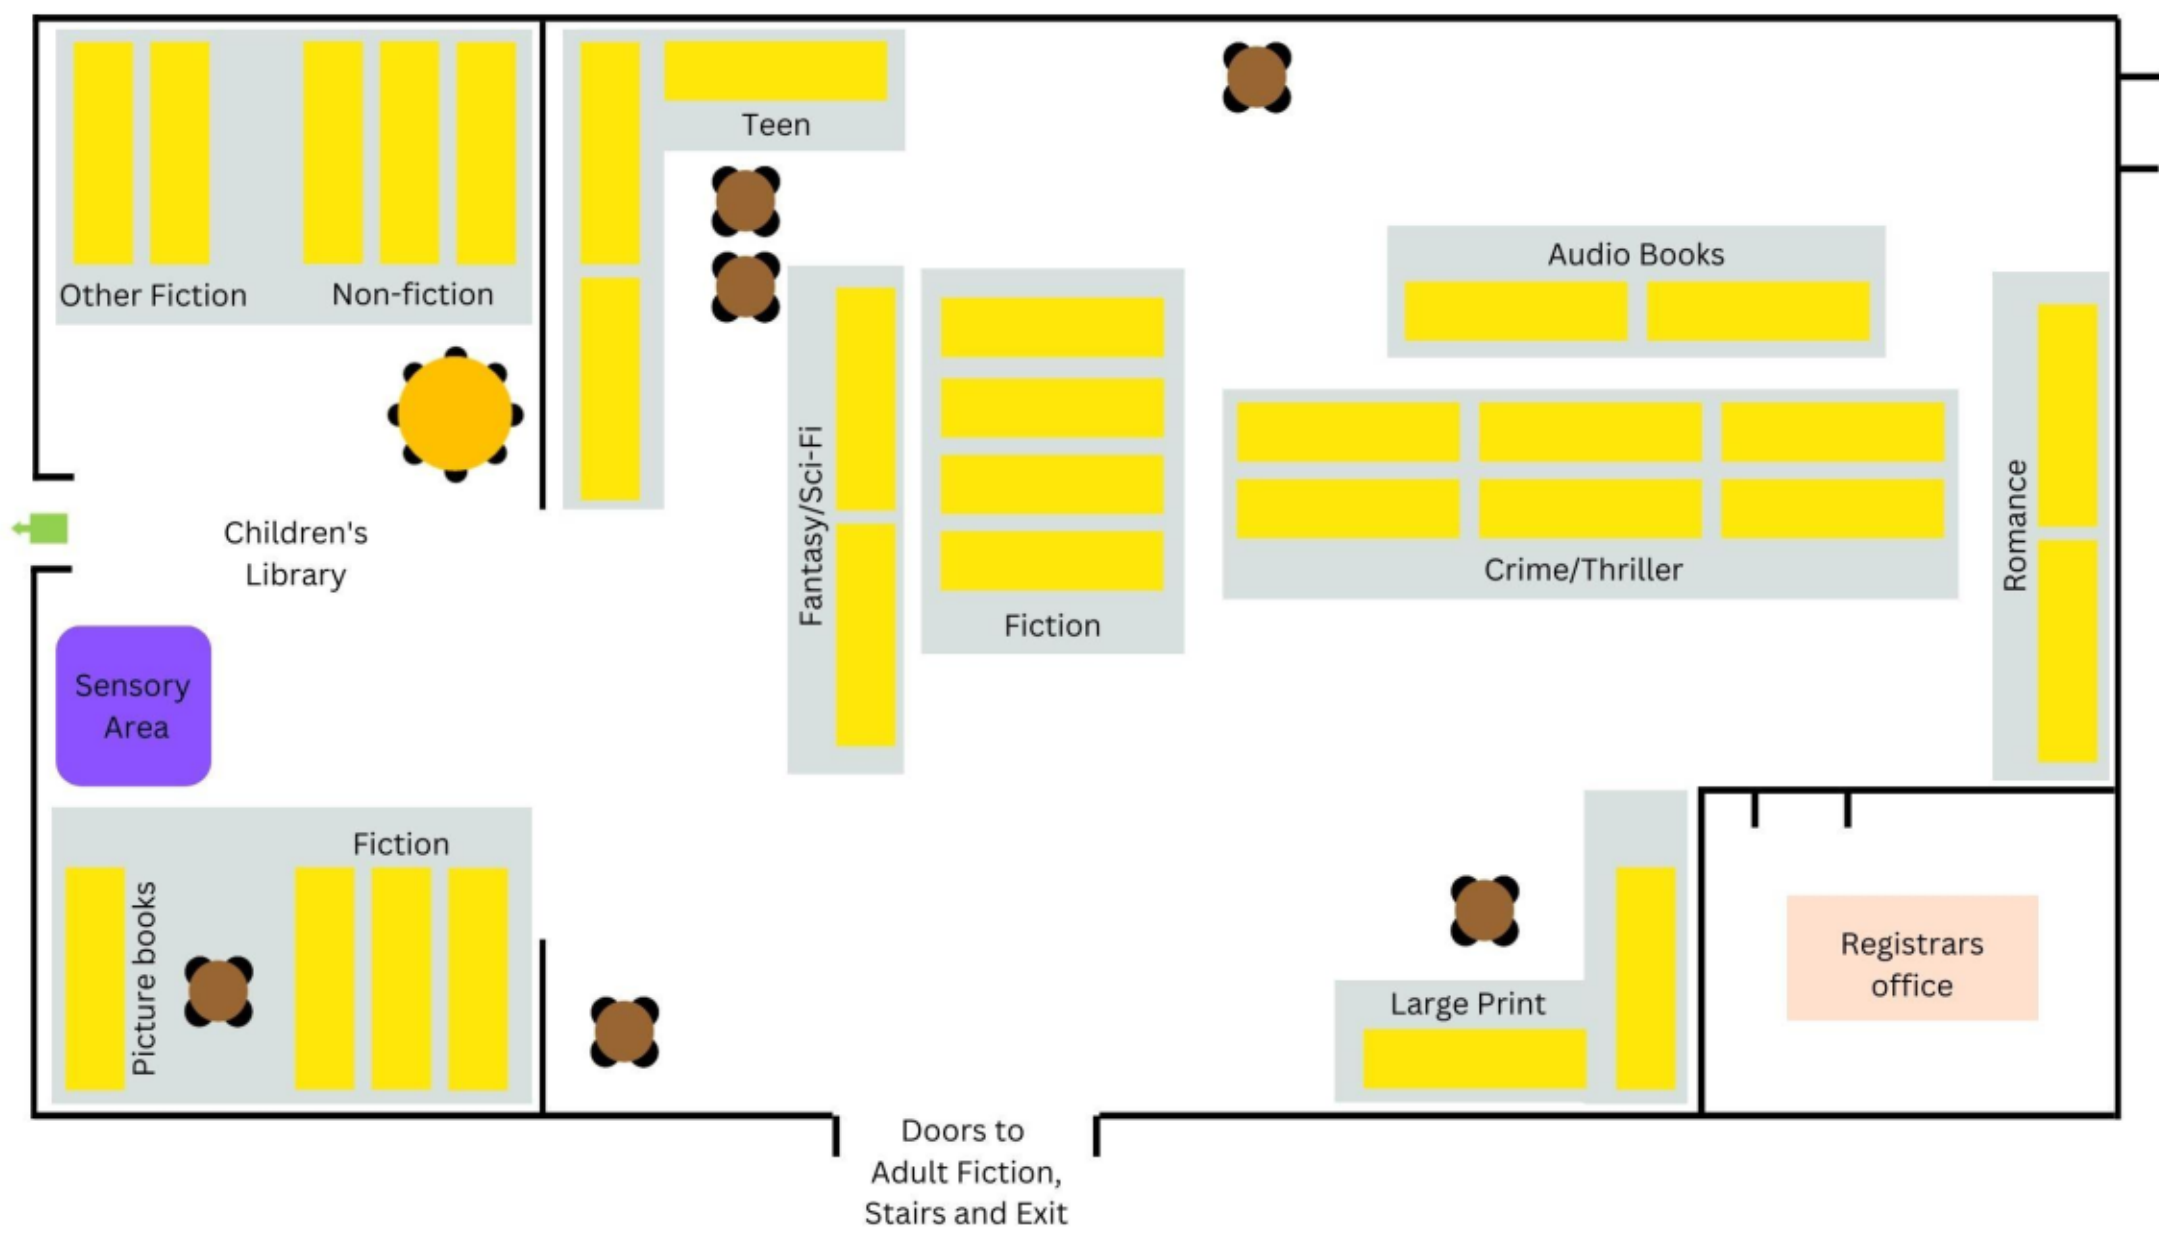 Teen
Other Fiction
Non-fiction
Audio Books
Fantasy/Sci-Fi
Fiction
Crime/Thriller
Romance
Children's
Library
Sensory
Area
Fiction
Picture books
Large Print
Registrars
office
Doors to
Adult Fiction,
Stairs and Exit